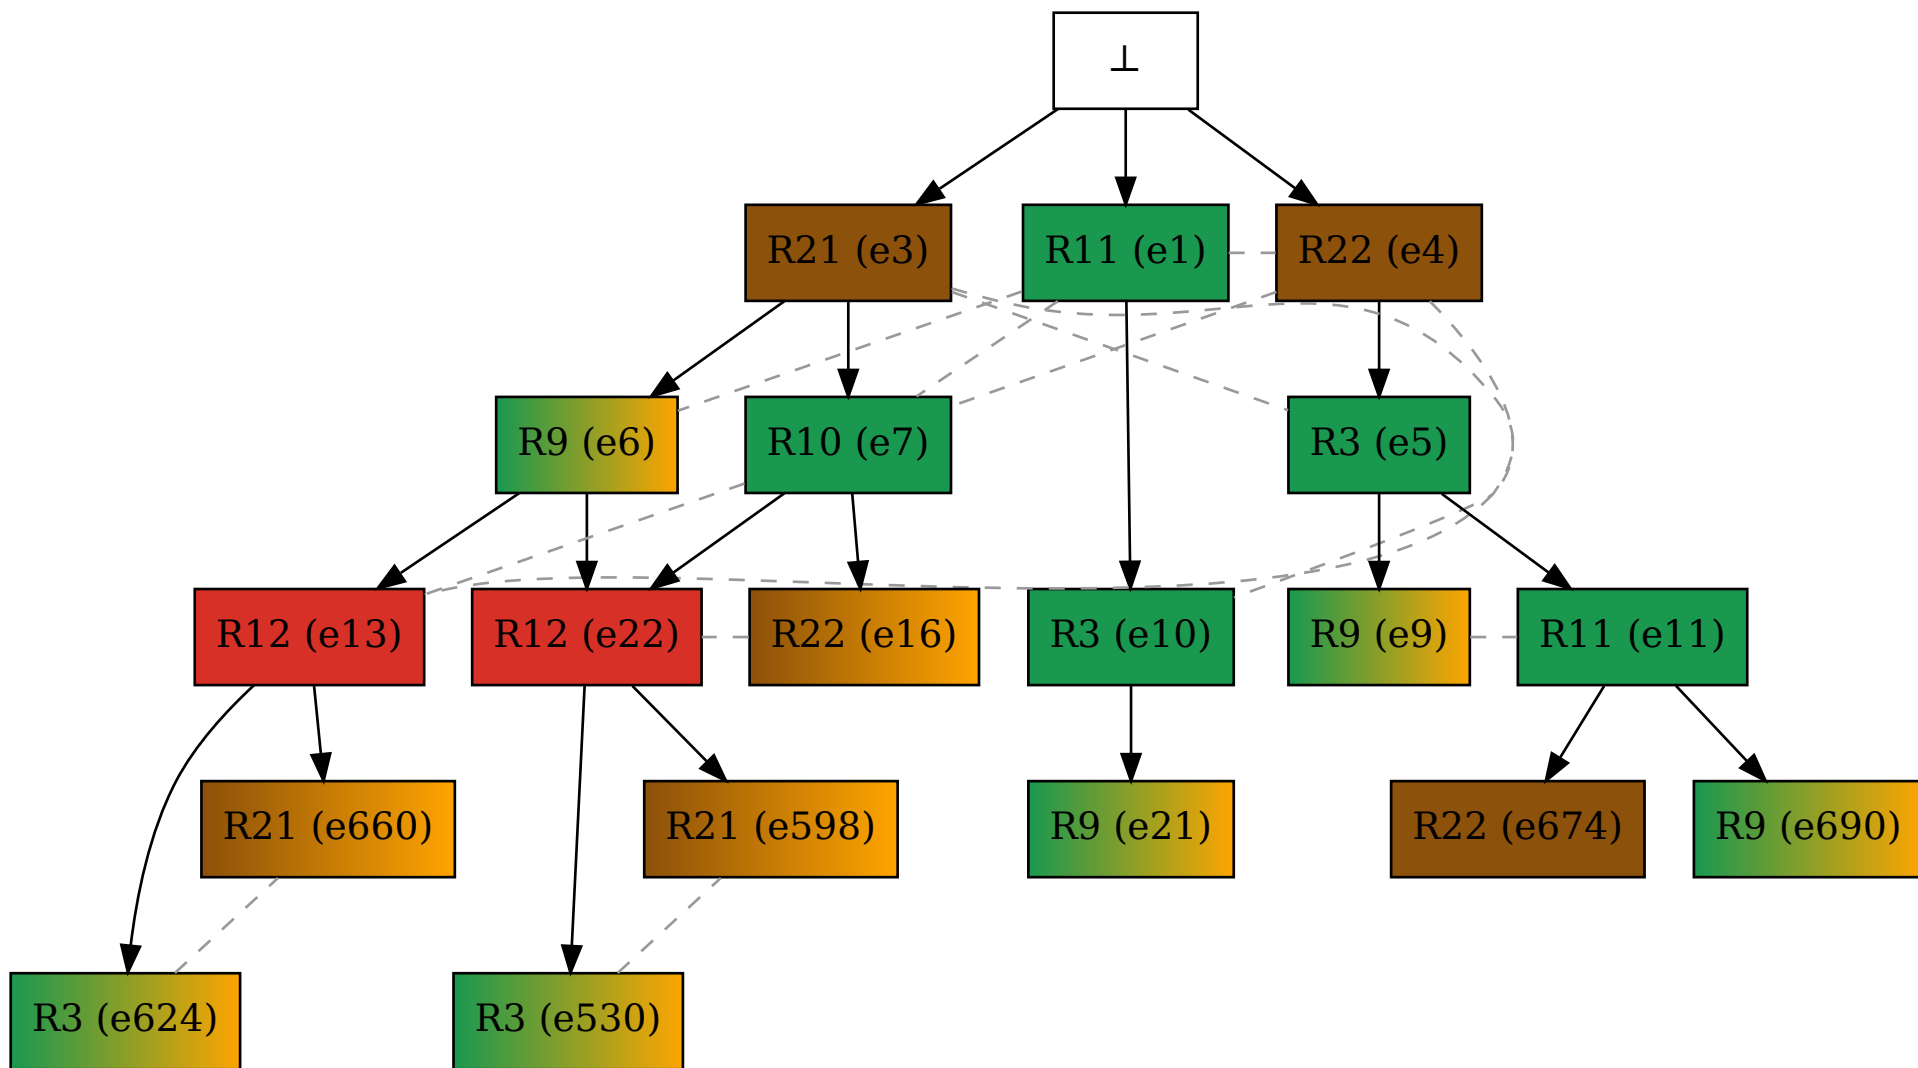 ⊥
R21 (e3)
R11 (e1)
R22 (e4)
R9 (e6)
R10 (e7)
R3 (e5)
R12 (e13)
R12 (e22)
R22 (e16)
R3 (e10)
R9 (e9)
R11 (e11)
R21 (e660)
R21 (e598)
R9 (e21)
R22 (e674)
R9 (e690)
R3 (e624)
R3 (e530)